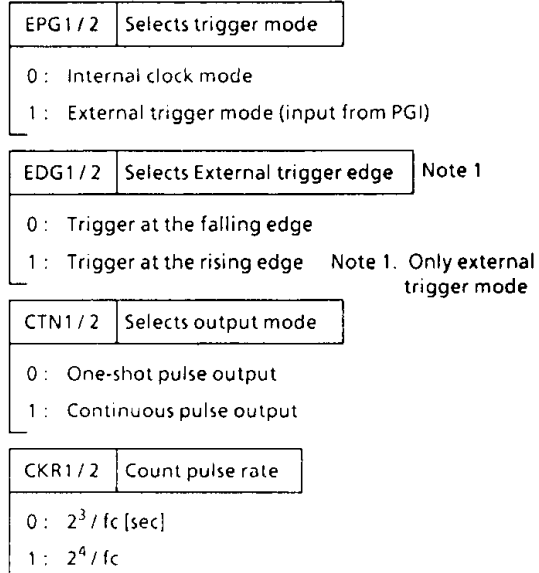 EPG1/2 Selects trigger mode
0 : Internal clock mode
1 : External trigger mode (input from PGI)
EDG1/2 Selects External trigger edge Note 1
0 : Trigger at the falling edge
1 : Trigger at the rising edge Note 1. Only external
trigger mode
CTN1/2 Selects output mode
0 : One-shot pulse output
1 : Continuous pulse output
CKR1/2 Count pulse rate
0 : 2³/fc [sec]
1 : 2⁴/fc